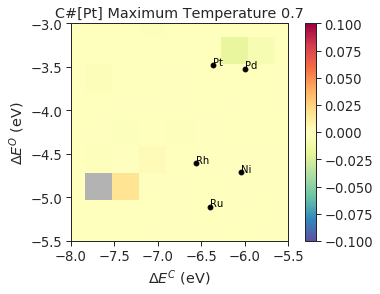 C#[Pt] Maximum Temperature 0.7
−3.0
−3.5
−4.0
−4.5
−5.0
−5.5
ΔE^O (eV)
Pt
Pd
Rh
Ni
Ru
−8.0 −7.5 −7.0 −6.5 −6.0 −5.5
ΔE^C (eV)
0.100
0.075
0.050
0.025
0.000
−0.025
−0.050
−0.075
−0.100